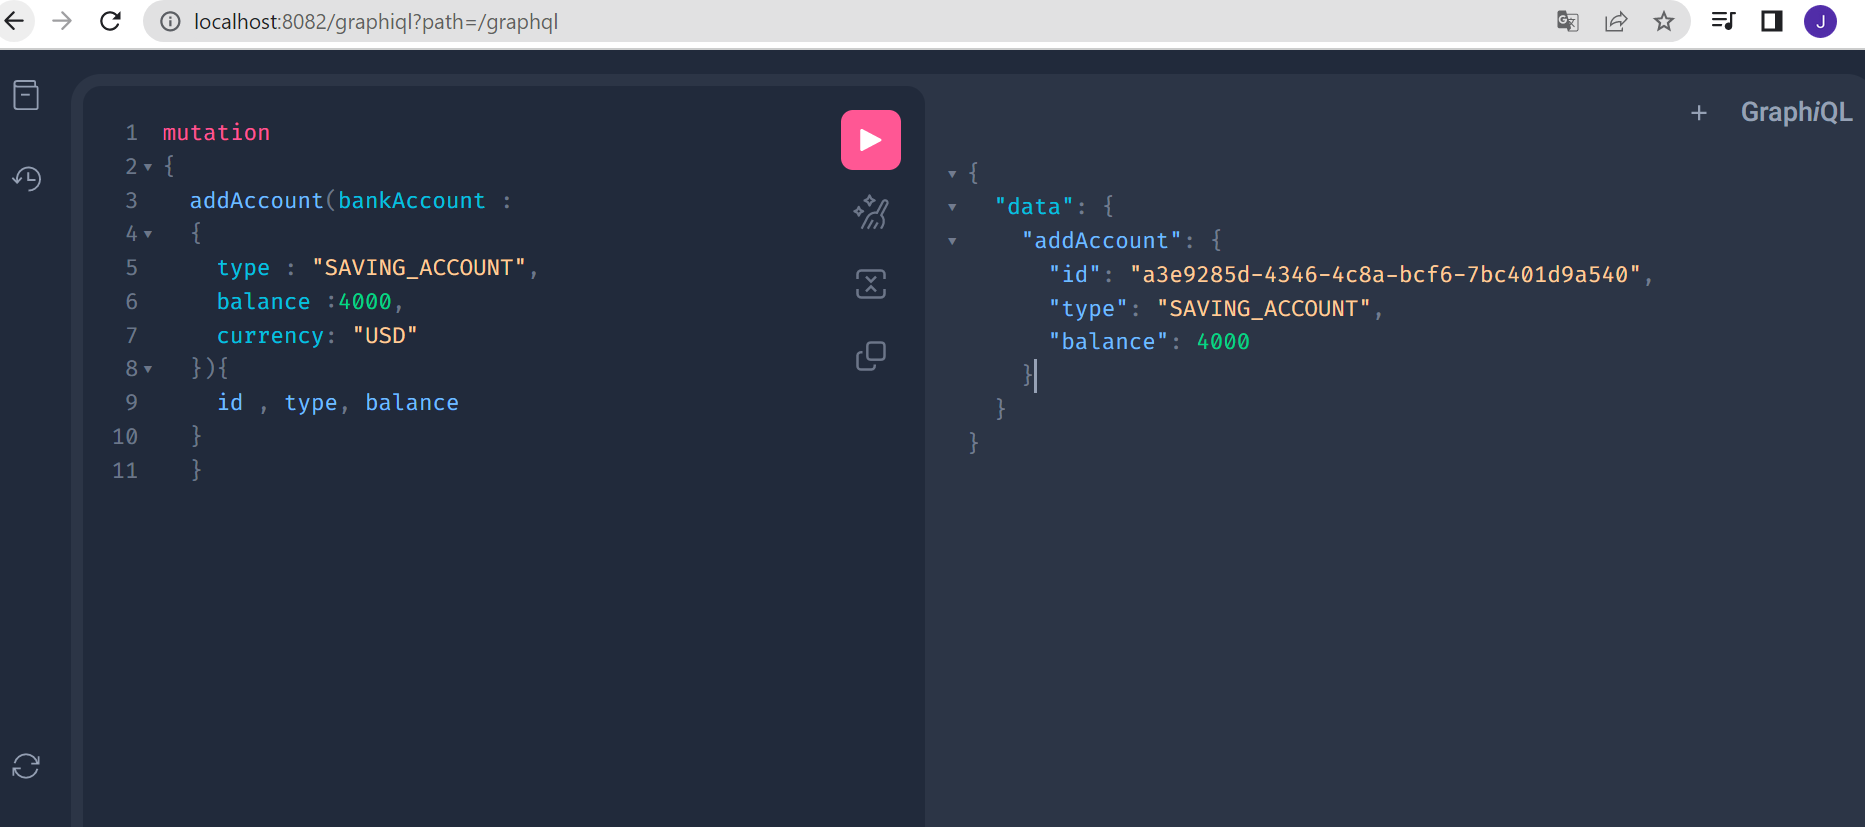 localhost:8082/graphiql?path=/graphql
J
1 mutation
2 {
3 addAccount(bankAccount :
4 {
5 type : "SAVING_ACCOUNT",
6 balance :4000,
7 currency: "USD"
8 }){
9 id , type, balance
10 }
11 }
+ GraphiQL
{
"data": {
"addAccount": {
"id": "a3e9285d-4346-4c8a-bcf6-7bc401d9a540",
"type": "SAVING_ACCOUNT",
"balance": 4000
}
}
}